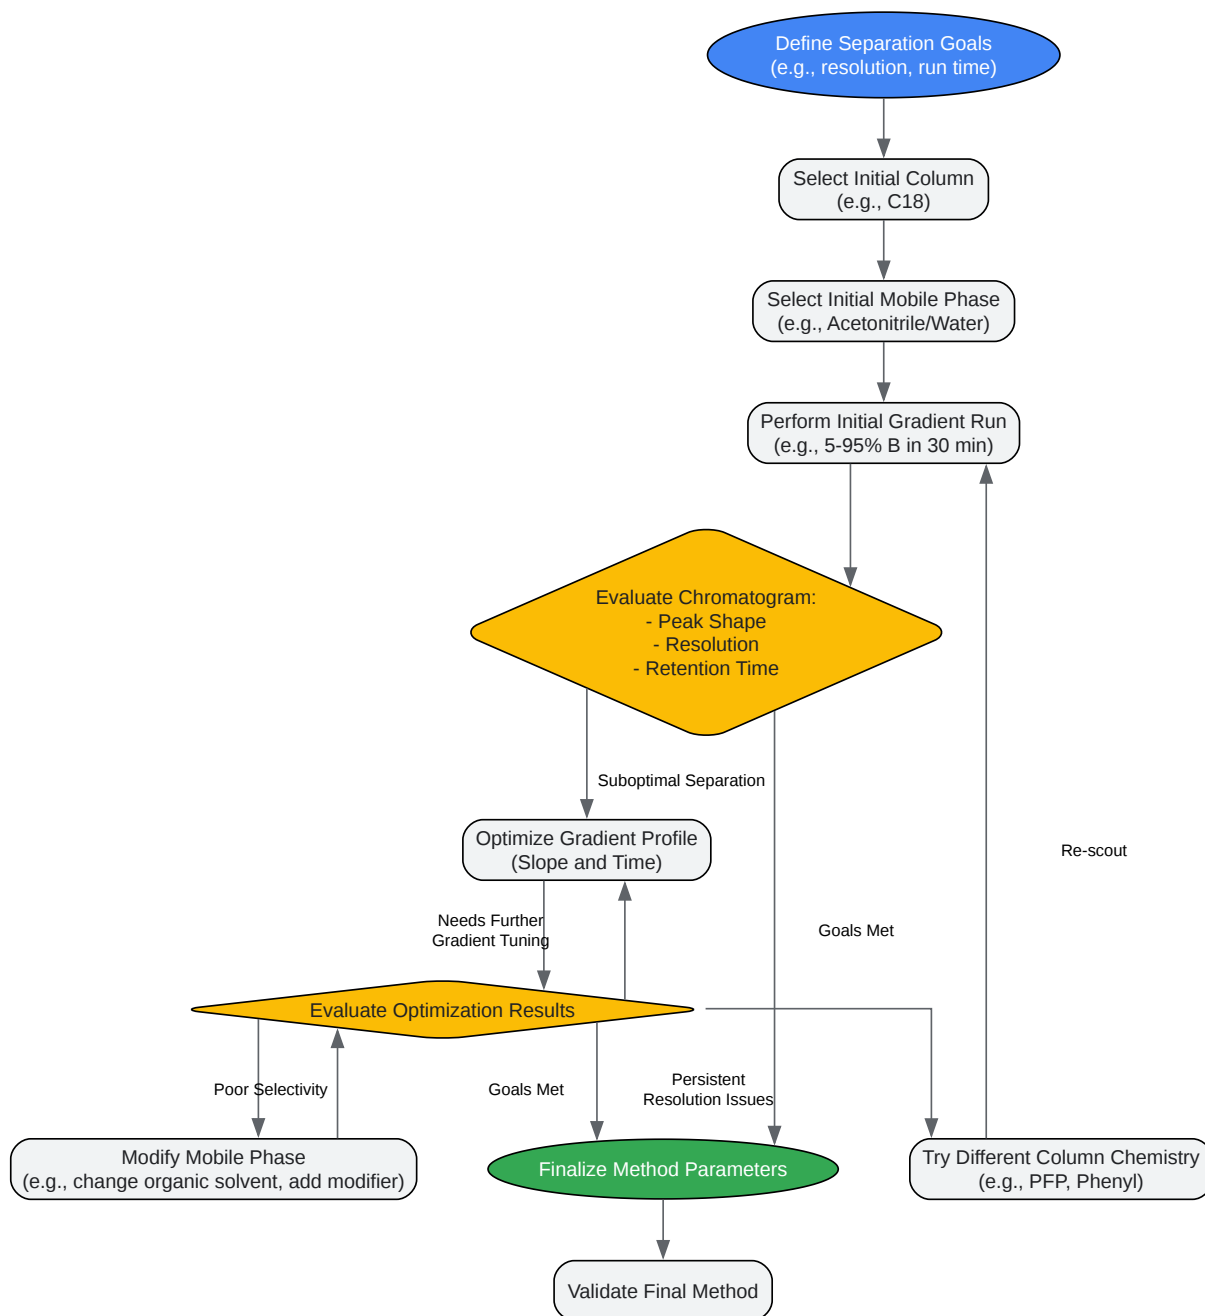 Define Separation Goals
(e.g., resolution, run time)
Select Initial Column
(e.g., C18)
Select Initial Mobile Phase
(e.g., Acetonitrile/Water)
Perform Initial Gradient Run
(e.g., 5-95% B in 30 min)
Evaluate Chromatogram:
- Peak Shape
- Resolution
- Retention Time
Suboptimal Separation
Optimize Gradient Profile
(Slope and Time)
Re-scout
Needs Further
Gradient Tuning
Goals Met
Evaluate Optimization Results
Poor Selectivity
Goals Met
Persistent
Resolution Issues
Modify Mobile Phase
(e.g., change organic solvent, add modifier)
Finalize Method Parameters
Try Different Column Chemistry
(e.g., PFP, Phenyl)
Validate Final Method